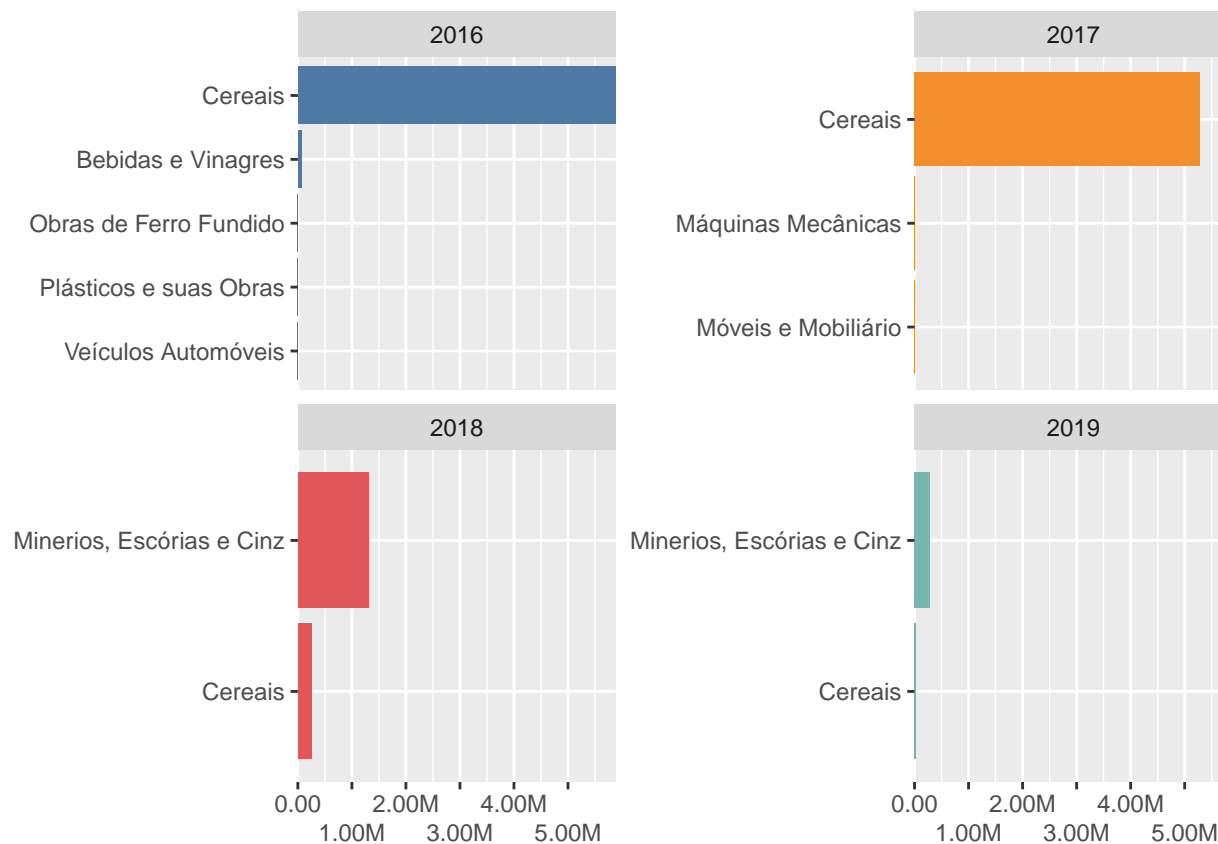 2016
Cereais
Bebidas e Vinagres
Obras de Ferro Fundido
Plásticos e suas Obras
Veículos Automóveis
2017
Cereais
Máquinas Mecânicas
Móveis e Mobiliário
2018
Minerios, Escórias e Cinz
Cereais
2019
Minerios, Escórias e Cinz
Cereais
0.00 2.00M 4.00M
1.00M 3.00M 5.00M
0.00 2.00M 4.00M
1.00M 3.00M 5.00M